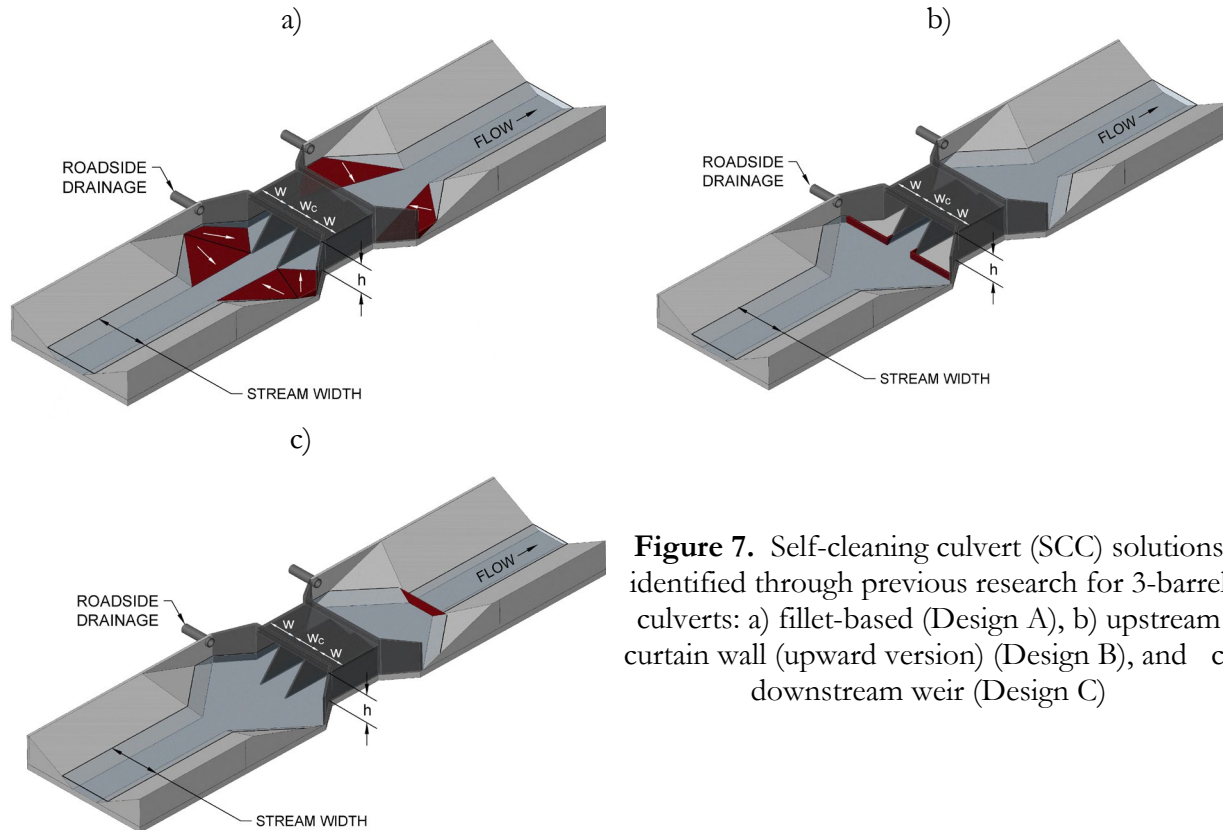 a)
ROADSIDE
DRAINAGE
FLOW
W
WC
W
h
STREAM WIDTH
b)
ROADSIDE
DRAINAGE
FLOW
W
WC
W
h
STREAM WIDTH
c)
ROADSIDE
DRAINAGE
FLOW
W
WC
W
h
STREAM WIDTH
Figure 7. Self-cleaning culvert (SCC) solutions
identified through previous research for 3-barrel
culverts: a) fillet-based (Design A), b) upstream
curtain wall (upward version) (Design B), and c
downstream weir (Design C)